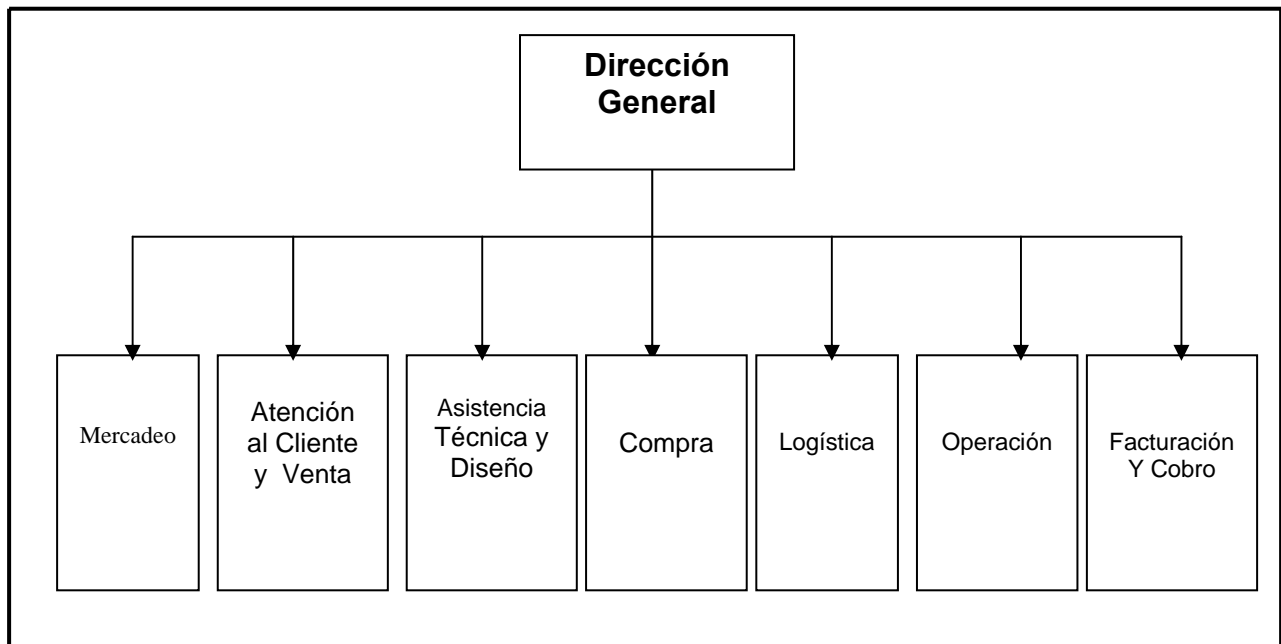 Dirección
General
Mercadeo
Atención
al Cliente
y Venta
Asistencia
Técnica y
Diseño
Compra
Logística
Operación
Facturación
Y Cobro